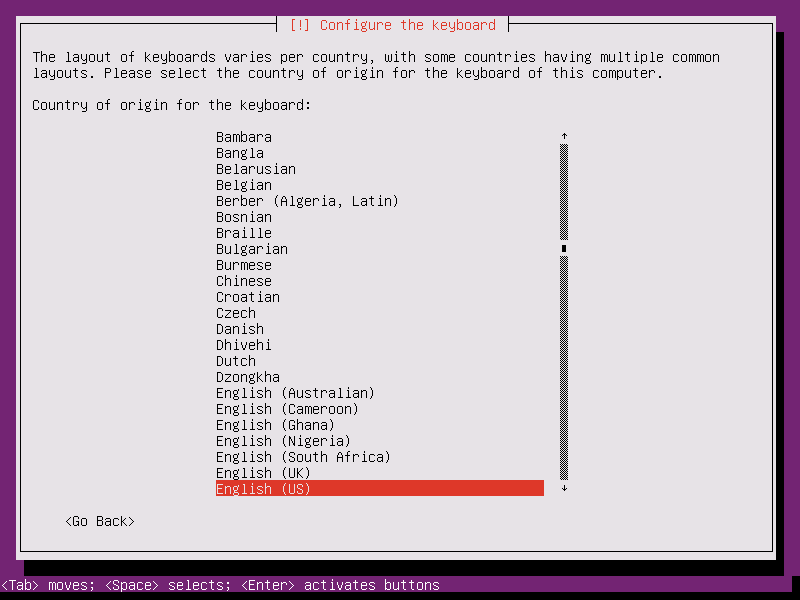 [!] Configure the keyboard
The layout of keyboards varies per country, with some countries having multiple common
layouts. Please select the country of origin for the keyboard of this computer.
Country of origin for the keyboard:
Bambara
Bangla
Belarusian
Belgian
Berber (Algeria, Latin)
Bosnian
Braille
Bulgarian
Burmese
Chinese
Croatian
Czech
Danish
Dhivehi
Dutch
Dzongkha
English (Australian)
English (Cameroon)
English (Ghana)
English (Nigeria)
English (South Africa)
English (UK)
English (US)
<Go Back>
<Tab> moves; <Space> selects; <Enter> activates buttons